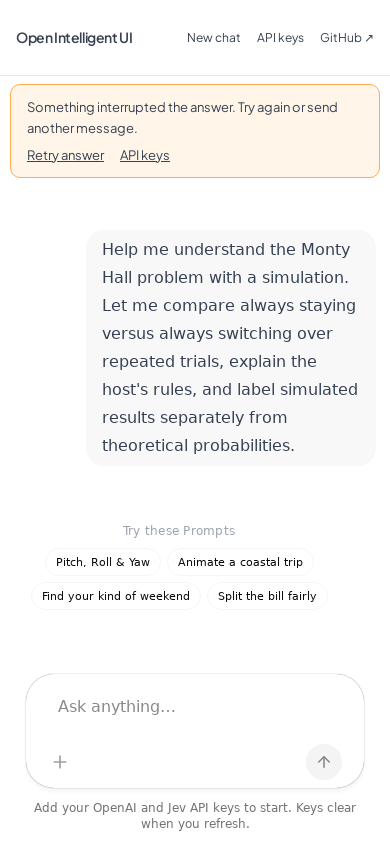 Open Intelligent UI
New chat
API keys
GitHub ↗
Something interrupted the answer. Try again or send
another message.
Retry answer
API keys
Help me understand the Monty
Hall problem with a simulation.
Let me compare always staying
versus always switching over
repeated trials, explain the
host's rules, and label simulated
results separately from
theoretical probabilities.
Try these Prompts
Pitch, Roll & Yaw
Animate a coastal trip
Find your kind of weekend
Split the bill fairly
Ask anything...
Add your OpenAI and Jev API keys to start. Keys clear
when you refresh.